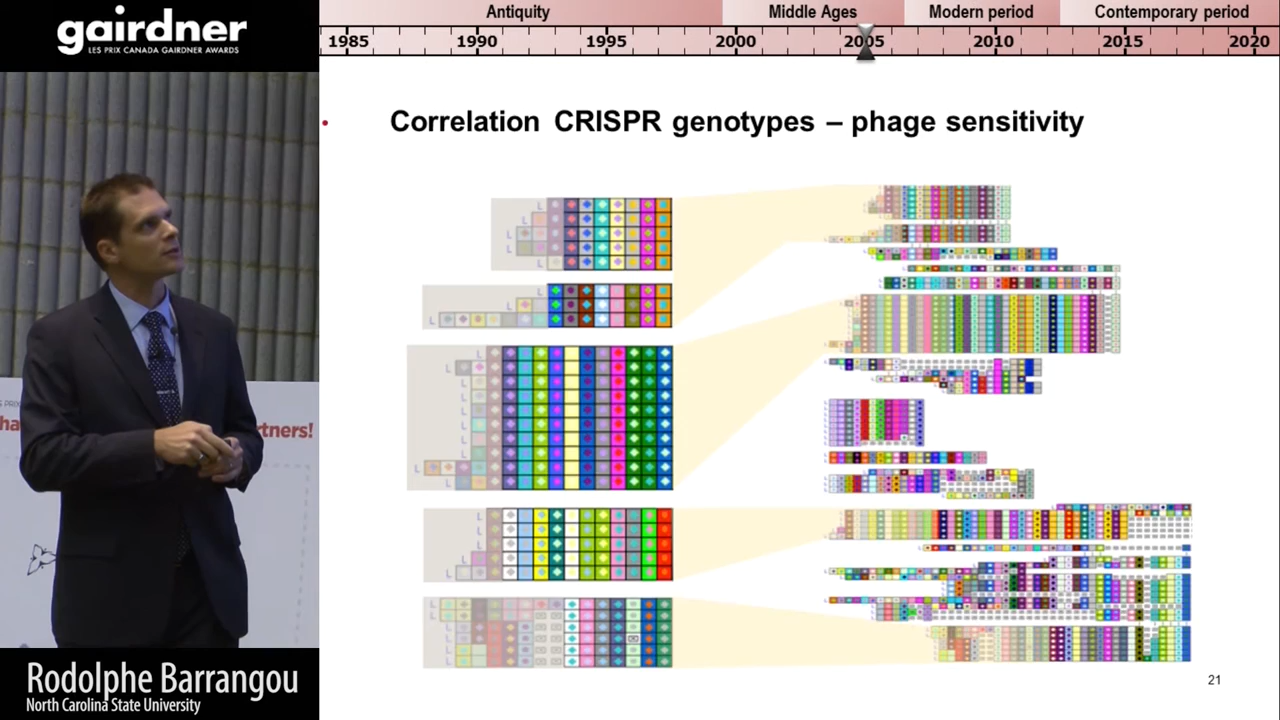 gairdner
LES PRIX CANADA GAIRDNER AWARDS
Antiquity Middle Ages Modern period Contemporary period
1985 1990 1995 2000 2005 2010 2015 2020
• Correlation CRISPR genotypes – phage sensitivity
rtners!
Rodolphe Barrangou
North Carolina State University
21